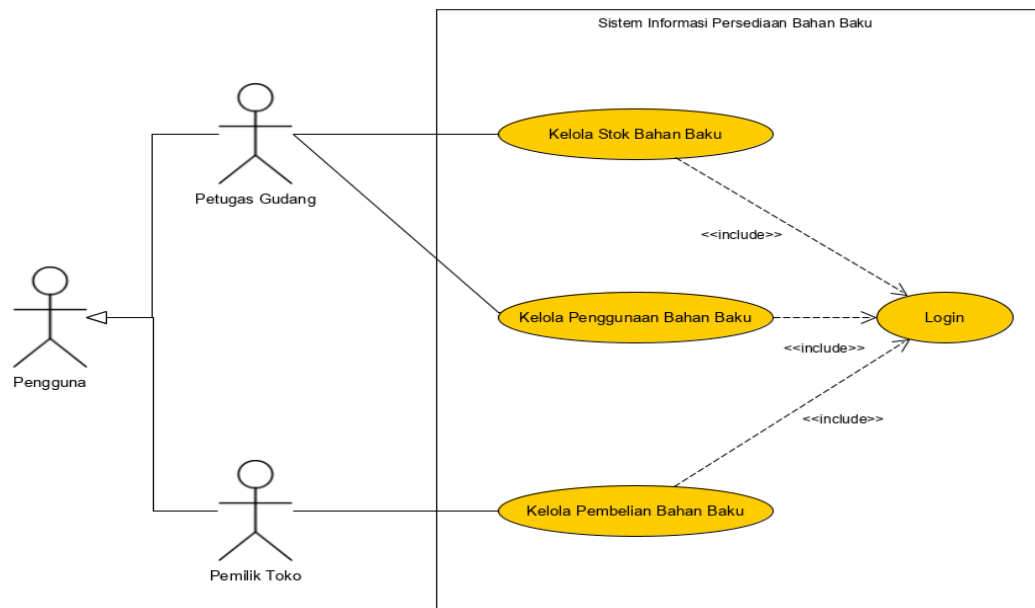 Sistem Informasi Persediaan Bahan Baku
Kelola Stok Bahan Baku
Petugas Gudang
<<include>>
Kelola Penggunaan Bahan Baku
Login
<<include>>
Pengguna
<<include>>
Kelola Pembelian Bahan Baku
Pemilik Toko